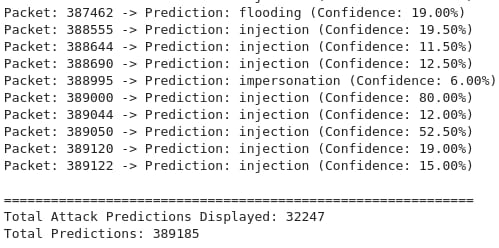 Packet: 387462 -> Prediction: flooding (Confidence: 19.00%)
Packet: 388555 -> Prediction: injection (Confidence: 19.50%)
Packet: 388644 -> Prediction: injection (Confidence: 11.50%)
Packet: 388690 -> Prediction: injection (Confidence: 12.50%)
Packet: 388995 -> Prediction: impersonation (Confidence: 6.00%)
Packet: 389000 -> Prediction: injection (Confidence: 80.00%)
Packet: 389044 -> Prediction: injection (Confidence: 12.00%)
Packet: 389050 -> Prediction: injection (Confidence: 52.50%)
Packet: 389120 -> Prediction: injection (Confidence: 19.00%)
Packet: 389122 -> Prediction: injection (Confidence: 15.00%)
============================================================
Total Attack Predictions Displayed: 32247
Total Predictions: 389185